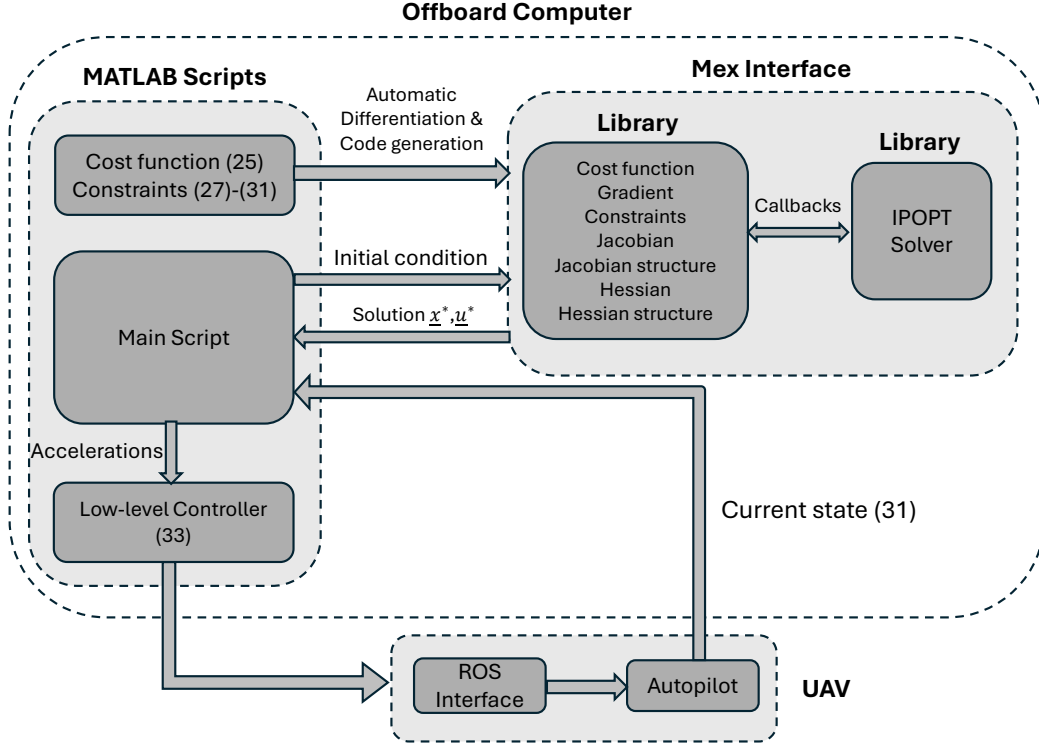 Offboard Computer
MATLAB Scripts
Mex Interface
Automatic
Differentiation &
Code generation
Cost function (25)
Constraints (27)-(31)
Library
Cost function
Gradient
Constraints
Jacobian
Jacobian structure
Hessian
Hessian structure
Callbacks
Library
IPOPT
Solver
Initial condition
Solution x*,u*
Main Script
Accelerations
Low-level Controller
(33)
Current state (31)
ROS
Interface
Autopilot
UAV